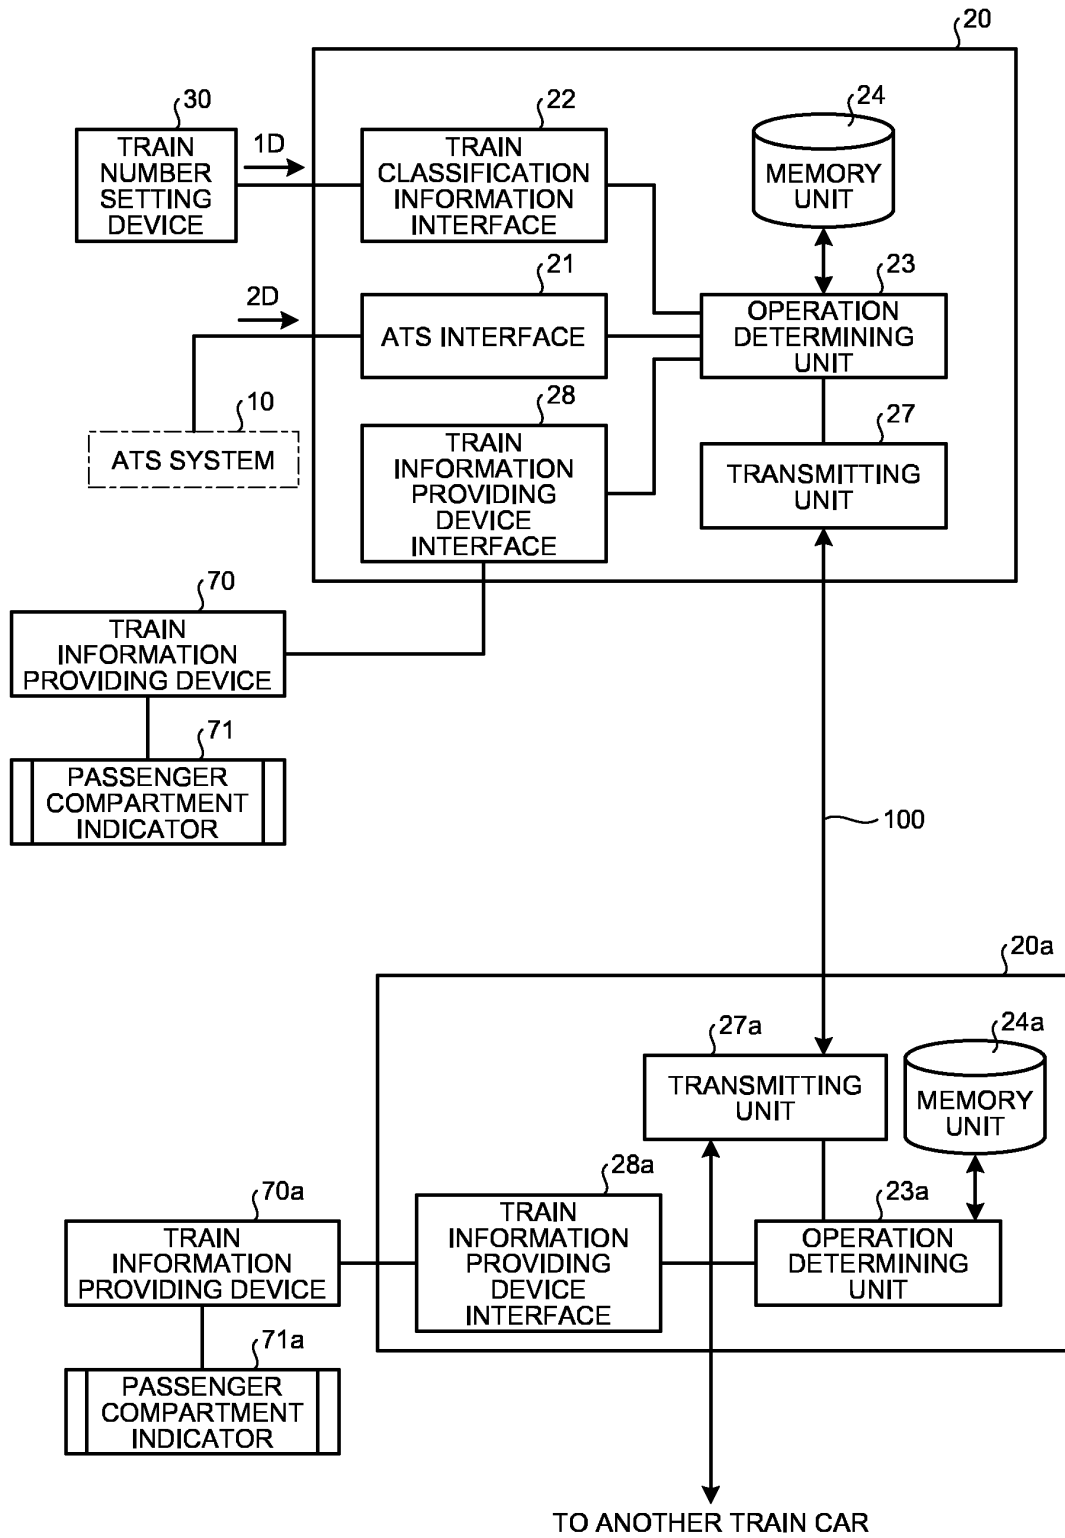 20
30
TRAIN
NUMBER
SETTING
DEVICE
1D
22
TRAIN
CLASSIFICATION
INFORMATION
INTERFACE
24
MEMORY
UNIT
2D
21
ATS INTERFACE
23
OPERATION
DETERMINING
UNIT
10
ATS SYSTEM
28
TRAIN
INFORMATION
PROVIDING
DEVICE
INTERFACE
27
TRANSMITTING
UNIT
70
TRAIN
INFORMATION
PROVIDING DEVICE
71
PASSENGER
COMPARTMENT
INDICATOR
100
20a
27a
TRANSMITTING
UNIT
24a
MEMORY
UNIT
70a
TRAIN
INFORMATION
PROVIDING DEVICE
28a
TRAIN
INFORMATION
PROVIDING
DEVICE
INTERFACE
23a
OPERATION
DETERMINING
UNIT
71a
PASSENGER
COMPARTMENT
INDICATOR
TO ANOTHER TRAIN CAR